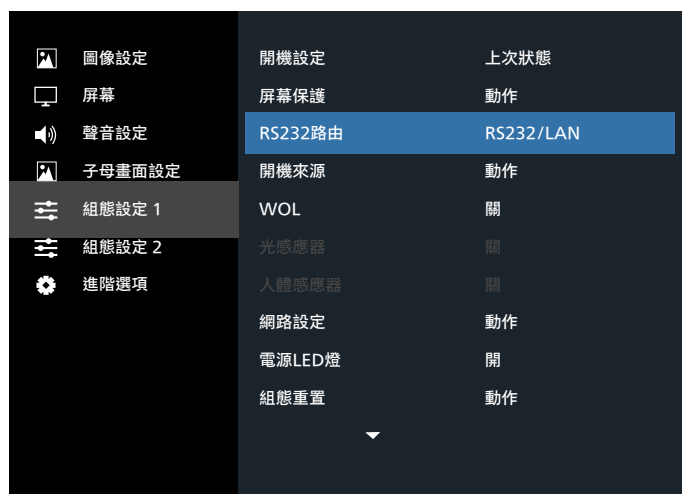 圖像設定
屏幕
聲音設定
子母畫面設定
組態設定 1
組態設定 2
進階選項
開機設定 上次狀態
屏幕保護 動作
RS232路由 RS232/LAN
開機來源 動作
WOL 關
光感應器 關
人體感應器 關
網路設定 動作
電源LED燈 開
組態重置 動作